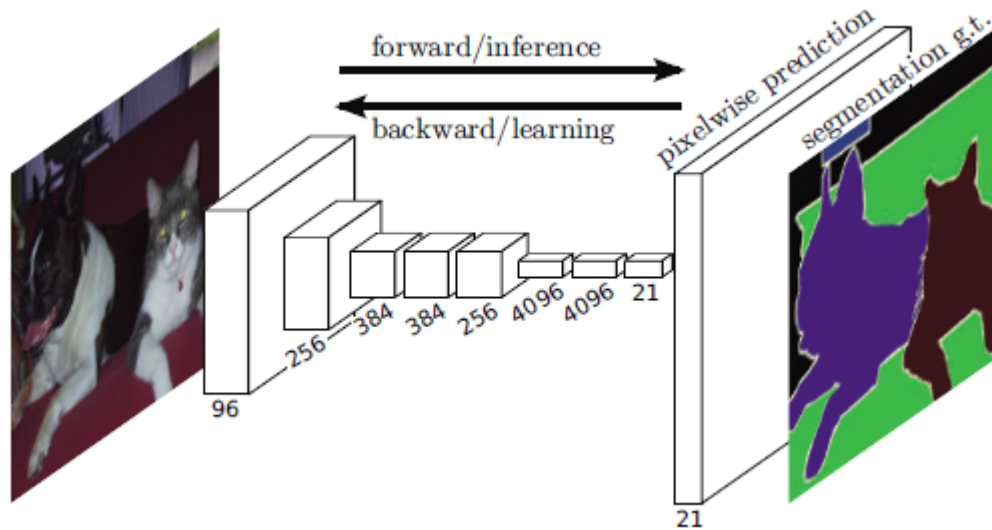 forward/inference
backward/learning
pixelwise prediction
segmentation g.t.
96
256
384
384
256
4096
4096
21
21